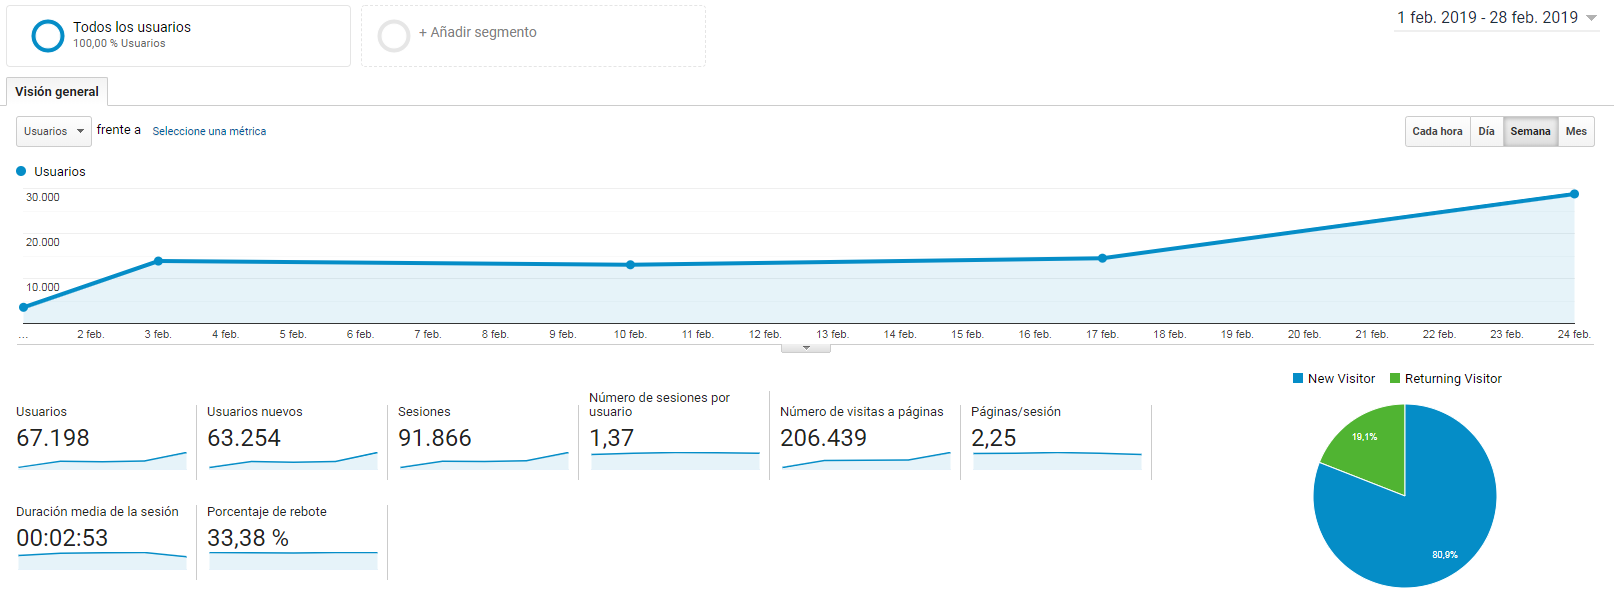 Todos los usuarios
100,00 % Usuarios
+ Añadir segmento
1 feb. 2019 - 28 feb. 2019
Visión general
Usuarios frente a Seleccione una métrica
Cada hora Día Semana Mes
Usuarios
30.000
20.000
10.000
... 2 feb. 3 feb. 4 feb. 5 feb. 6 feb. 7 feb. 8 feb. 9 feb. 10 feb. 11 feb. 12 feb. 13 feb. 14 feb. 15 feb. 16 feb. 17 feb. 18 feb. 19 feb. 20 feb. 21 feb. 22 feb. 23 feb. 24 feb.
Usuarios
67.198
Usuarios nuevos
63.254
Sesiones
91.866
Número de sesiones por
usuario
1,37
Número de visitas a páginas
206.439
Páginas/sesión
2,25
Duración media de la sesión
00:02:53
Porcentaje de rebote
33,38 %
New Visitor Returning Visitor
19,1%
80,9%